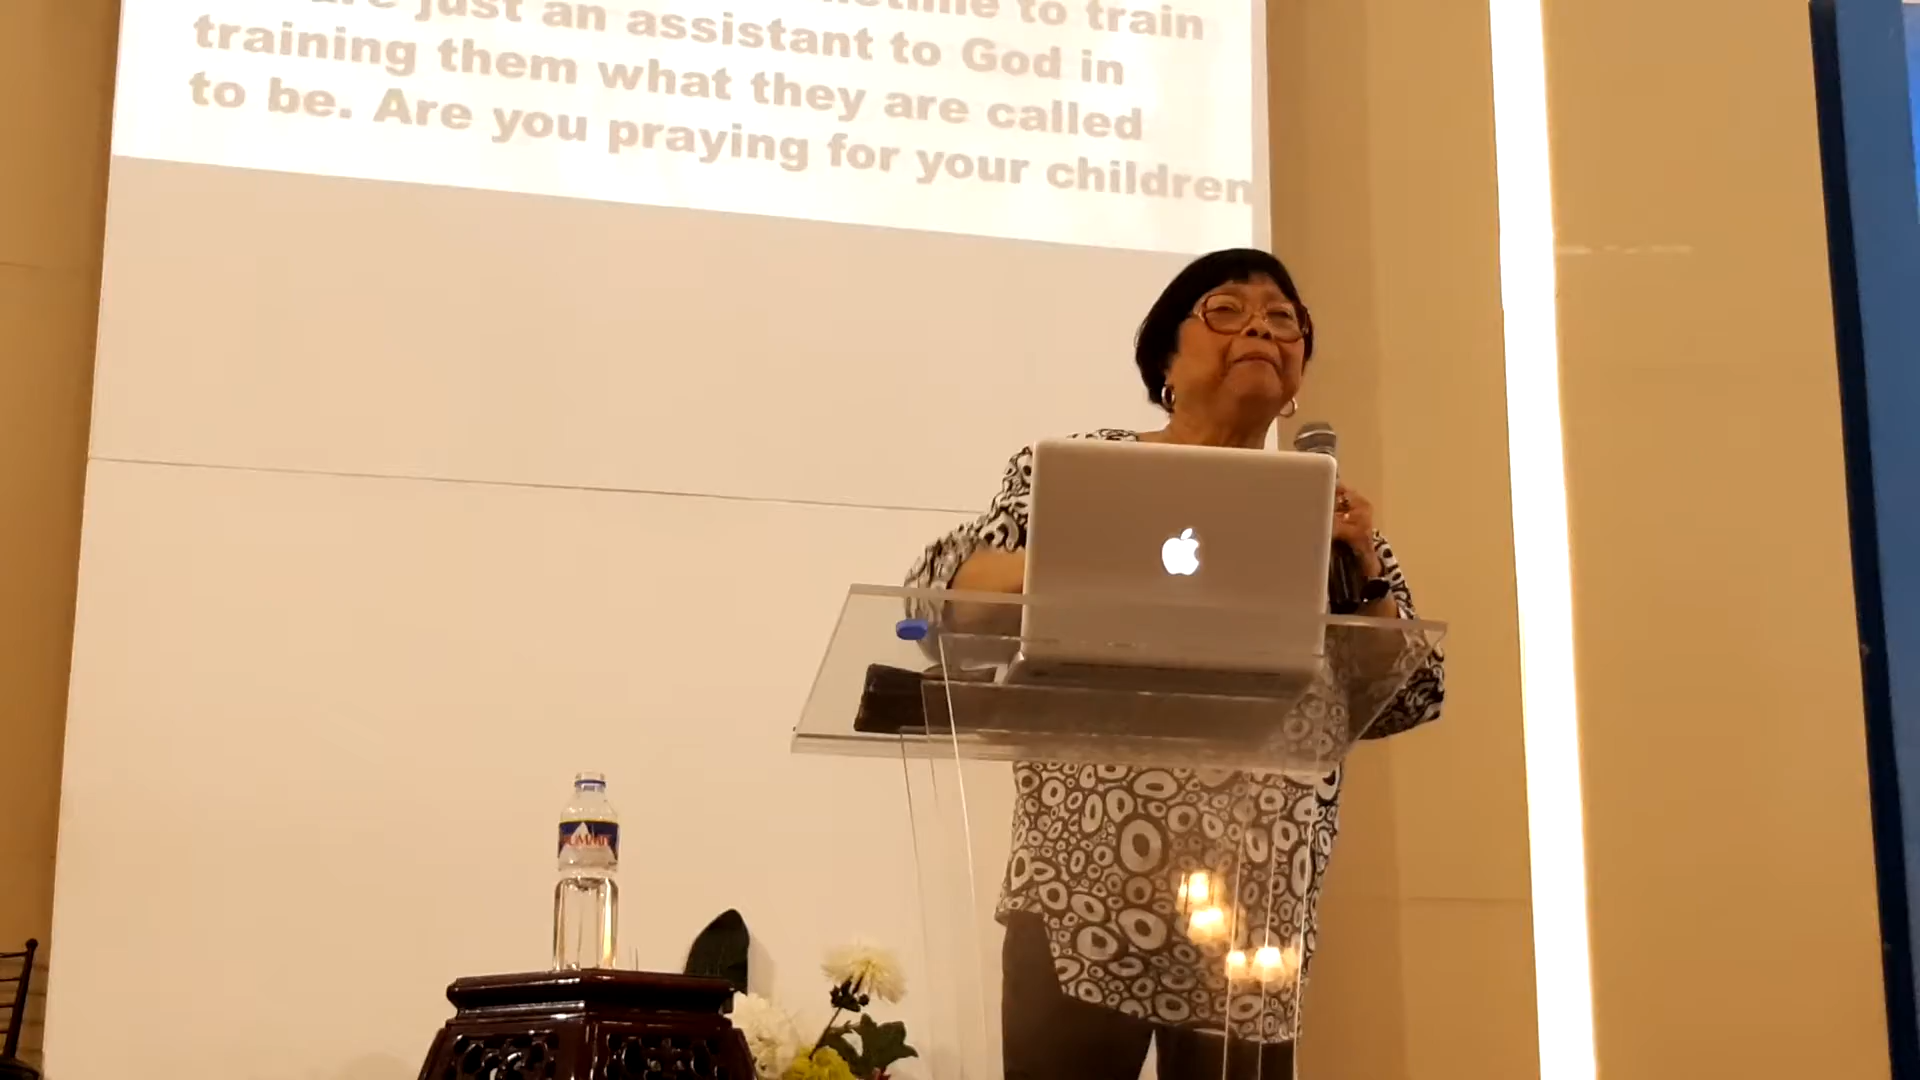 to train
just an assistant to God in
training them what they are called
to be. Are you praying for your children